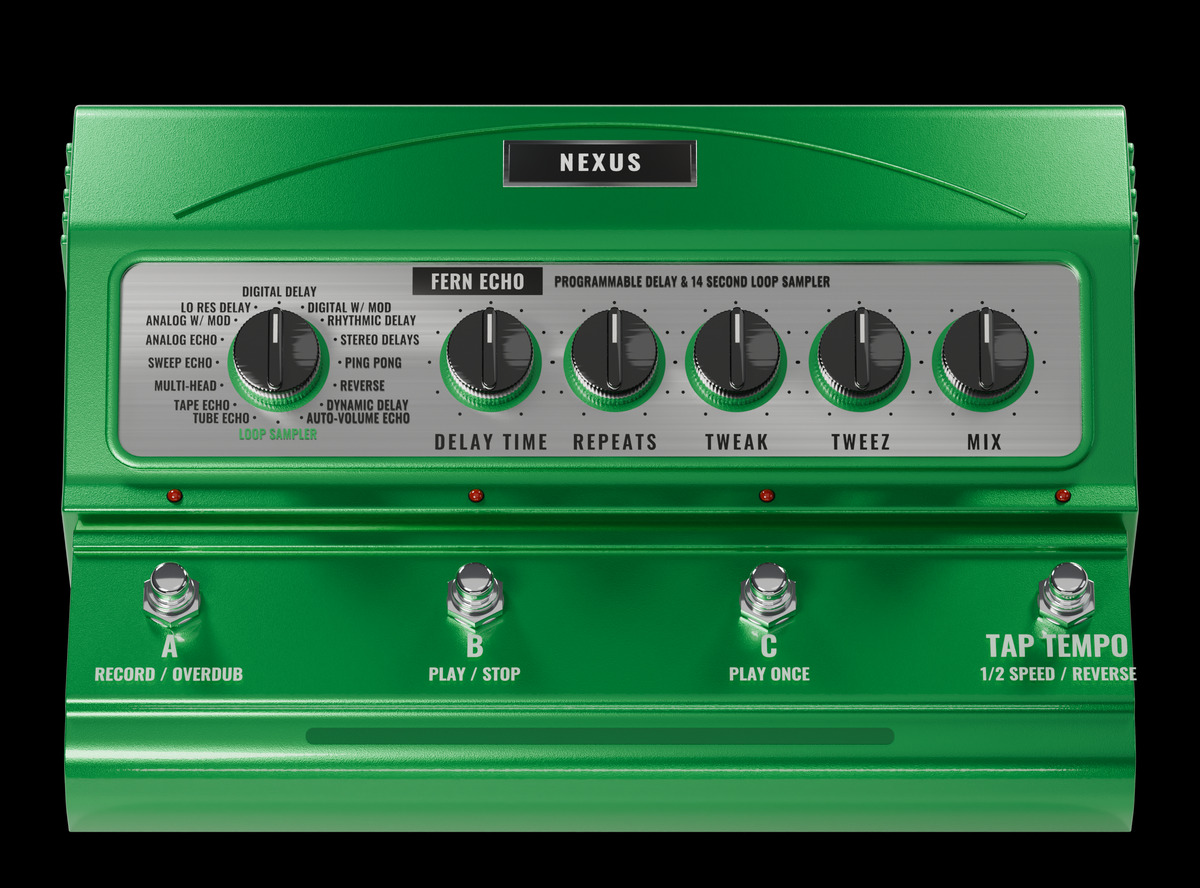 NEXUS
FERN ECHO
PROGRAMMABLE DELAY & 14 SECOND LOOP SAMPLER
DIGITAL DELAY
LO RES DELAY
DIGITAL W/ MOD
ANALOG W/ MOD
RHYTHMIC DELAY
ANALOG ECHO
STEREO DELAYS
SWEEP ECHO
PING PONG
MULTI-HEAD
REVERSE
TAPE ECHO
DYNAMIC DELAY
TUBE ECHO
AUTO-VOLUME ECHO
LOOP SAMPLER
DELAY TIME
REPEATS
TWEAK
TWEEZ
MIX
A
RECORD / OVERDUB
B
PLAY / STOP
C
PLAY ONCE
TAP TEMPO
1/2 SPEED / REVERSE